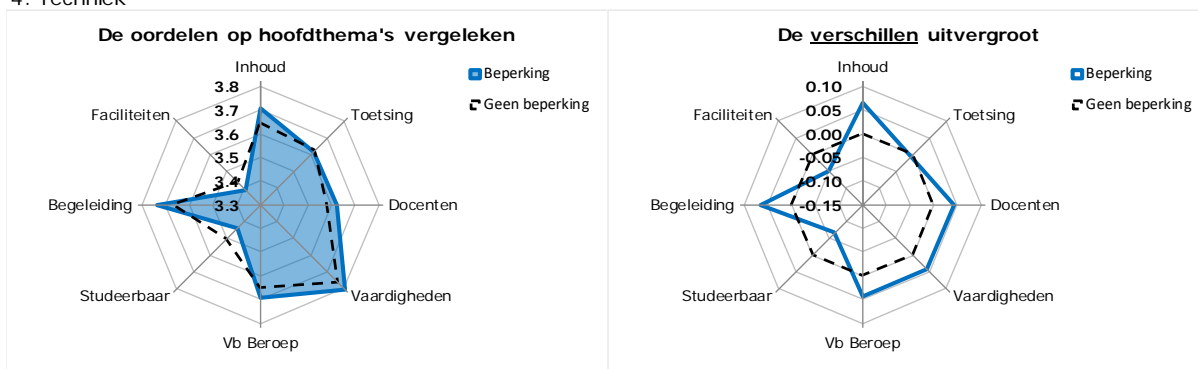 4. Techniek
De oordelen op hoofdthema's vergeleken
Inhoud
Beperking
Geen beperking
3.8
3.7
3.6
3.5
3.4
3.3
Faciliteiten
Toetsing
Begeleiding
Docenten
Studeerbaar
Vaardigheden
Vb Beroep
De verschillen uitvergroot
Inhoud
Beperking
Geen beperking
0.10
0.05
0.00
-0.05
-0.10
-0.15
Faciliteiten
Toetsing
Begeleiding
Docenten
Studeerbaar
Vaardigheden
Vb Beroep